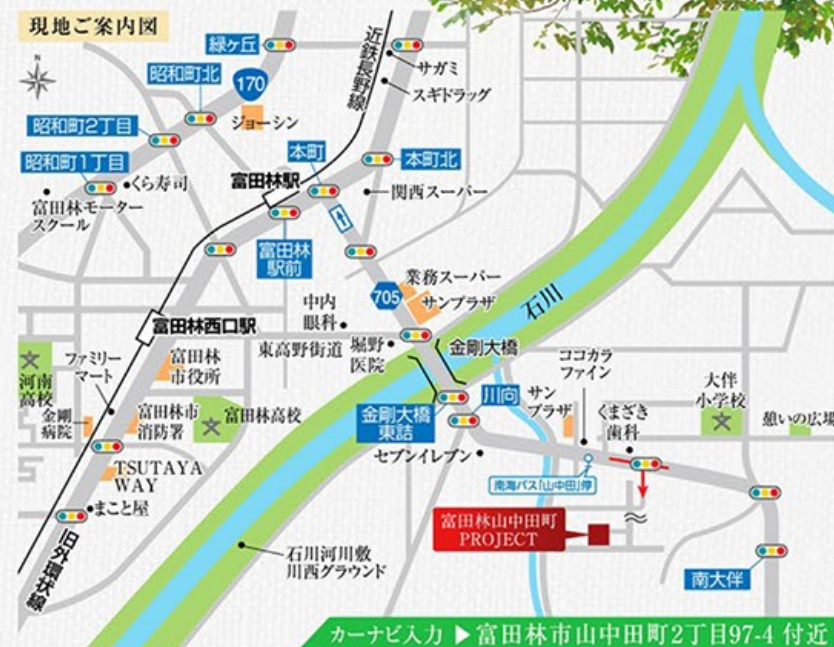 現地ご案内図
N
緑ヶ丘
近鉄長野線
サガミ
スギドラッグ
昭和町北
170
ジョーシン
昭和町2丁目
昭和町1丁目
くら寿司
富田林モーター
スクール
本町
本町北
富田林駅
関西スーパー
富田林
駅前
705
業務スーパー
サンプラザ
石川
中内
眼科
富田林西口駅
東高野街道
堀野
医院
金剛大橋
河南
高校
ファミリー
マート
富田林
市役所
金剛
病院
富田林市
消防署
富田林高校
金剛大橋
東詰
川向
サン
プラザ
ココカラ
ファイン
くまざき
歯科
大伴
小学校
憩いの広場
TSUTAYA
WAY
セブンイレブン
南海バス「山中田」停
まこと屋
旧外環状線
富田林山中田町
PROJECT
石川河川敷
川西グラウンド
南大伴
カーナビ入力 ▶ 富田林市山中田町2丁目97-4 付近